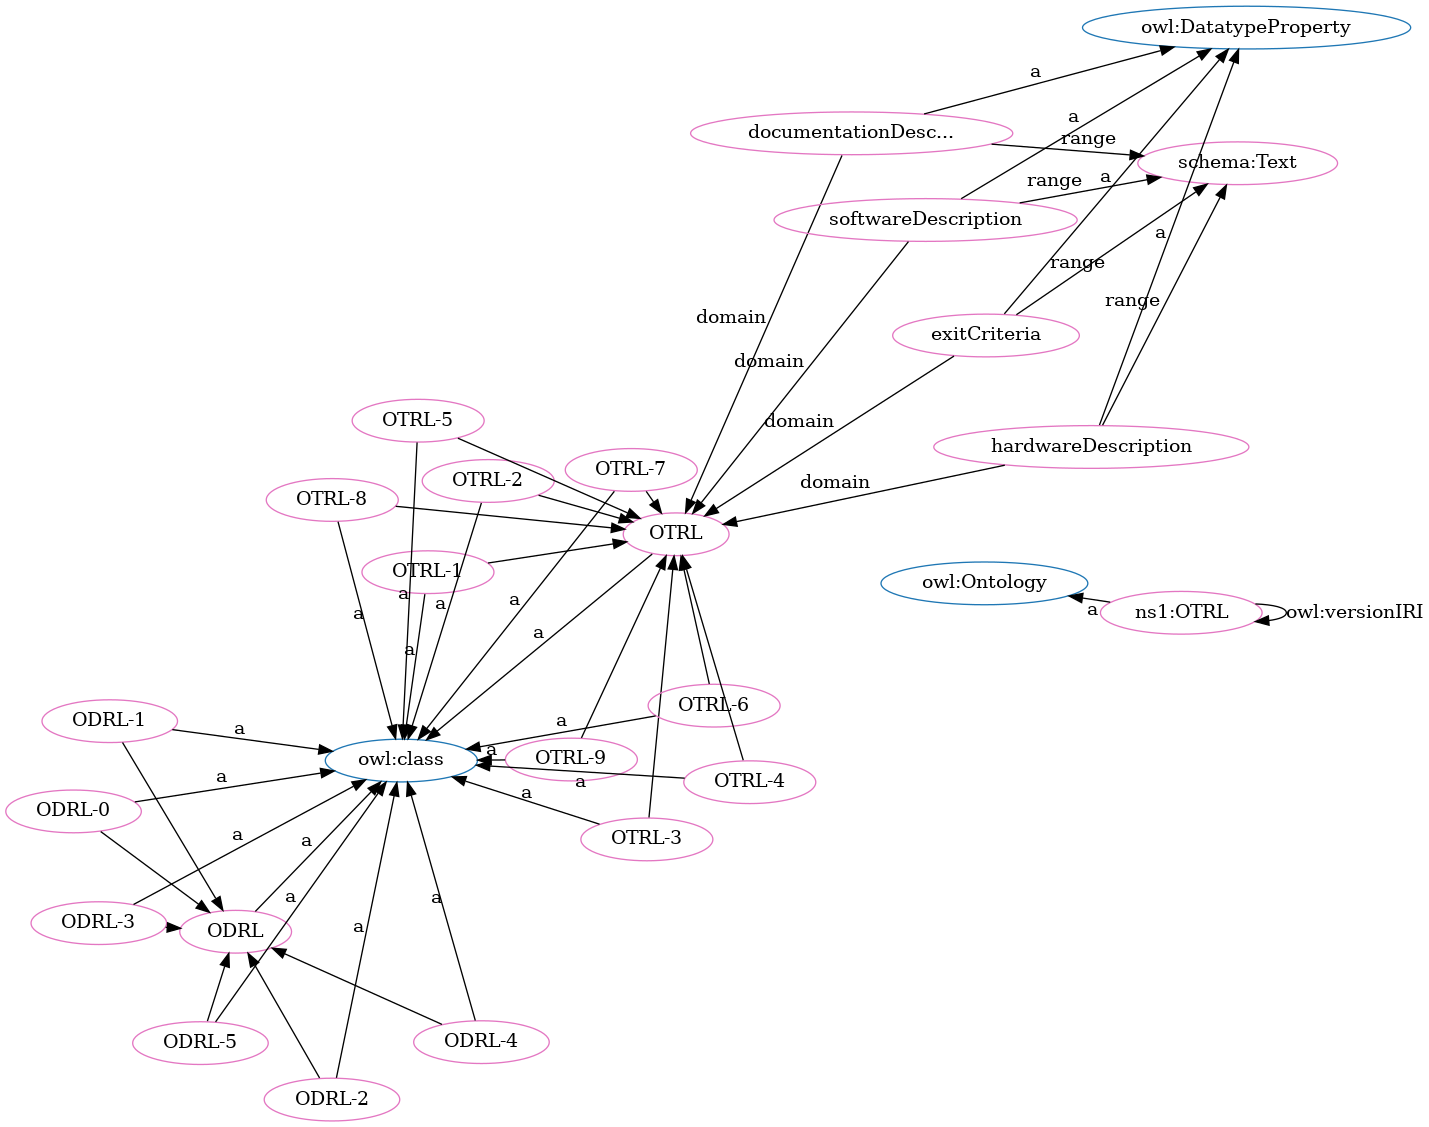 owl:DatatypeProperty
a
documentationDesc...
a
range
schema:Text
range
a
softwareDescription
a
range
range
domain
exitCriteria
domain
OTRL-5
domain
hardwareDescription
OTRL-7
OTRL-2
domain
OTRL-8
OTRL
OTRL-1
owl:Ontology
a
a
a
a
a
ns1:OTRL
owl:versionIRI
a
a
OTRL-6
ODRL-1
a
a
a
owl:class
OTRL-9
a
a
OTRL-4
a
ODRL-0
a
a
OTRL-3
a
a
ODRL-3
ODRL
a
a
ODRL-5
ODRL-4
ODRL-2